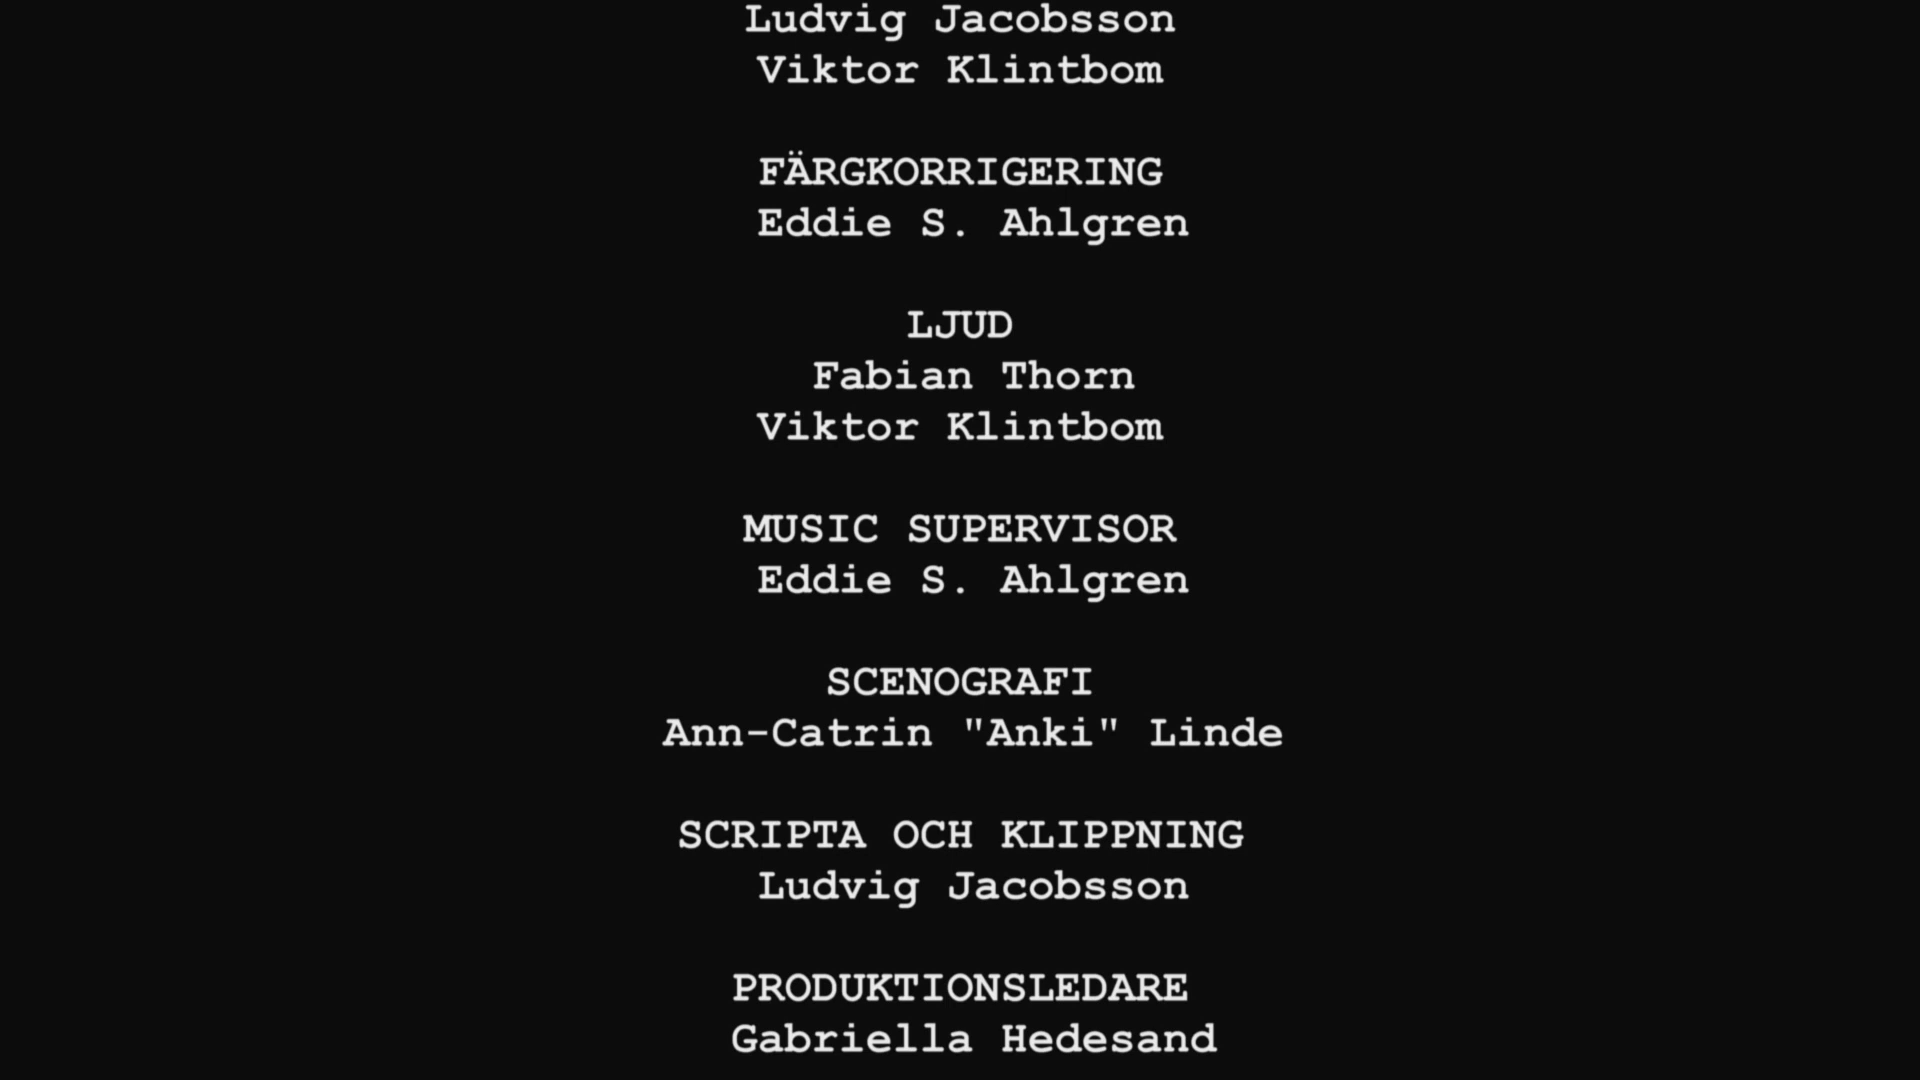 Ludvig Jacobsson
Viktor Klintbom
FÄRGKORRIGERING
Eddie S. Ahlgren
LJUD
Fabian Thorn
Viktor Klintbom
MUSIC SUPERVISOR
Eddie S. Ahlgren
SCENOGRAFI
Ann-Catrin "Anki" Linde
SCRIPTA OCH KLIPPNING
Ludvig Jacobsson
PRODUKTIONSLEDARE
Gabriella Hedesand